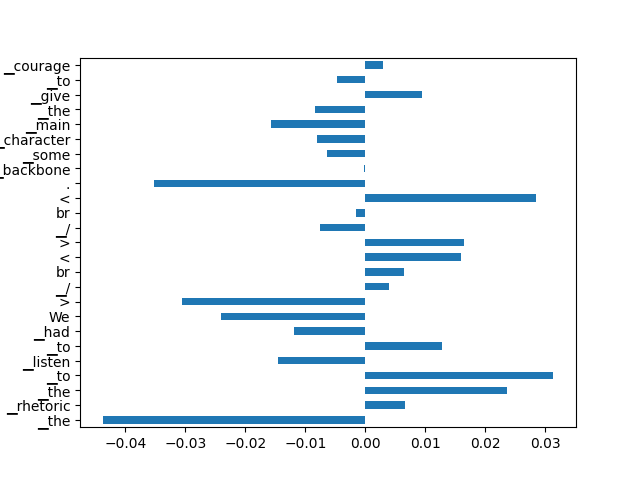 ▁courage
▁to
▁give
▁the
▁main
▁character
▁some
▁backbone
.
<
br
▁/
>
<
br
▁/
>
We
▁had
▁to
▁listen
▁to
▁the
▁rhetoric
▁the
−0.04 −0.03 −0.02 −0.01 0.00 0.01 0.02 0.03